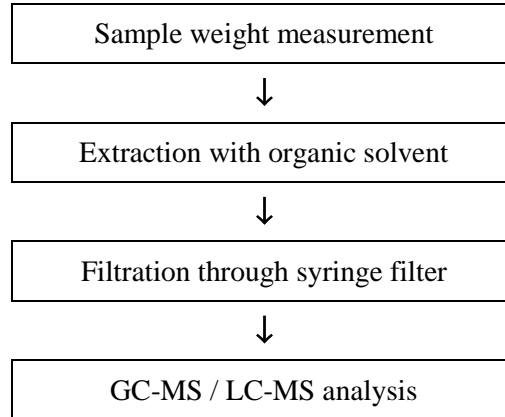 Sample weight measurement
↓
Extraction with organic solvent
↓
Filtration through syringe filter
↓
GC-MS / LC-MS analysis